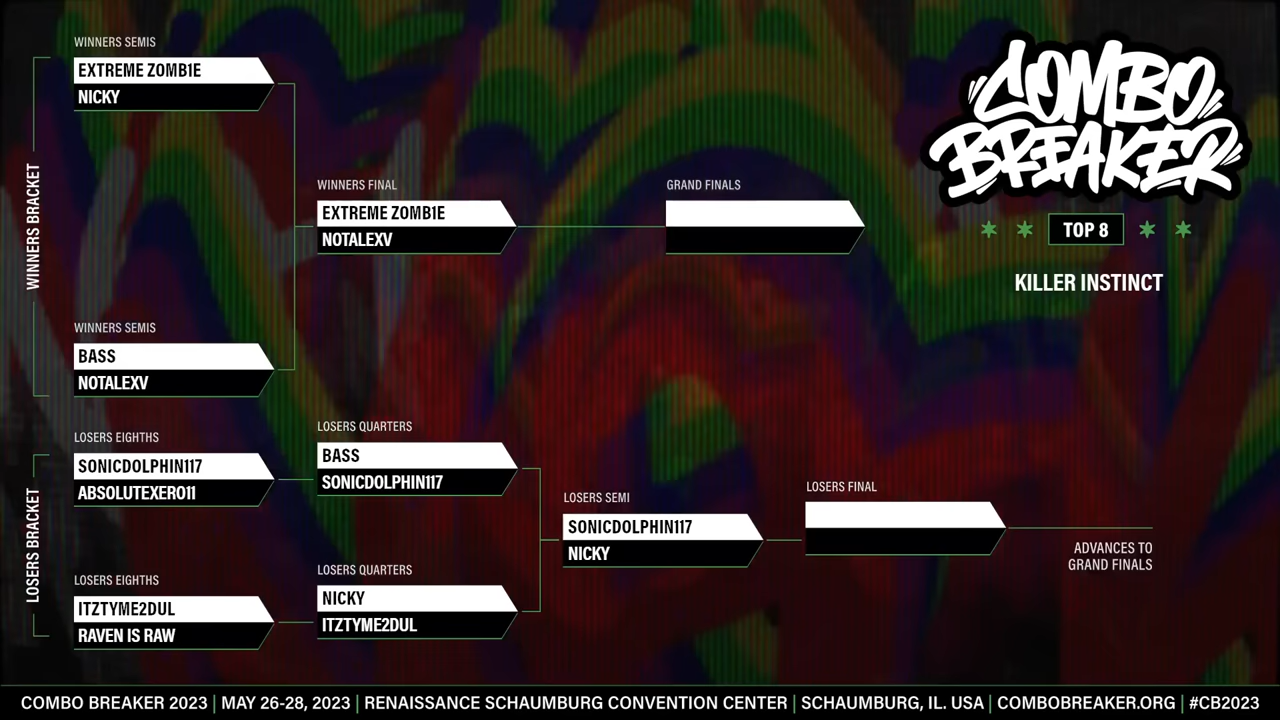 WINNERS SEMIS
EXTREME ZOMB1E
NICKY
WINNERS BRACKET
WINNERS FINAL
EXTREME ZOMB1E
NOTALEXV
GRAND FINALS
COMBO
BREAKER
TOP 8
KILLER INSTINCT
WINNERS SEMIS
BASS
NOTALEXV
LOSERS BRACKET
LOSERS EIGHTHS
SONICDOLPHIN117
ABSOLUTEXERO11
LOSERS QUARTERS
BASS
SONICDOLPHIN117
LOSERS SEMI
SONICDOLPHIN117
NICKY
LOSERS FINAL
ADVANCES TO
GRAND FINALS
LOSERS EIGHTHS
ITZTYME2DUL
RAVEN IS RAW
LOSERS QUARTERS
NICKY
ITZTYME2DUL
COMBO BREAKER 2023 | MAY 26-28, 2023 | RENAISSANCE SCHAUMBURG CONVENTION CENTER | SCHAUMBURG, IL. USA | COMBOBREAKER.ORG | #CB2023